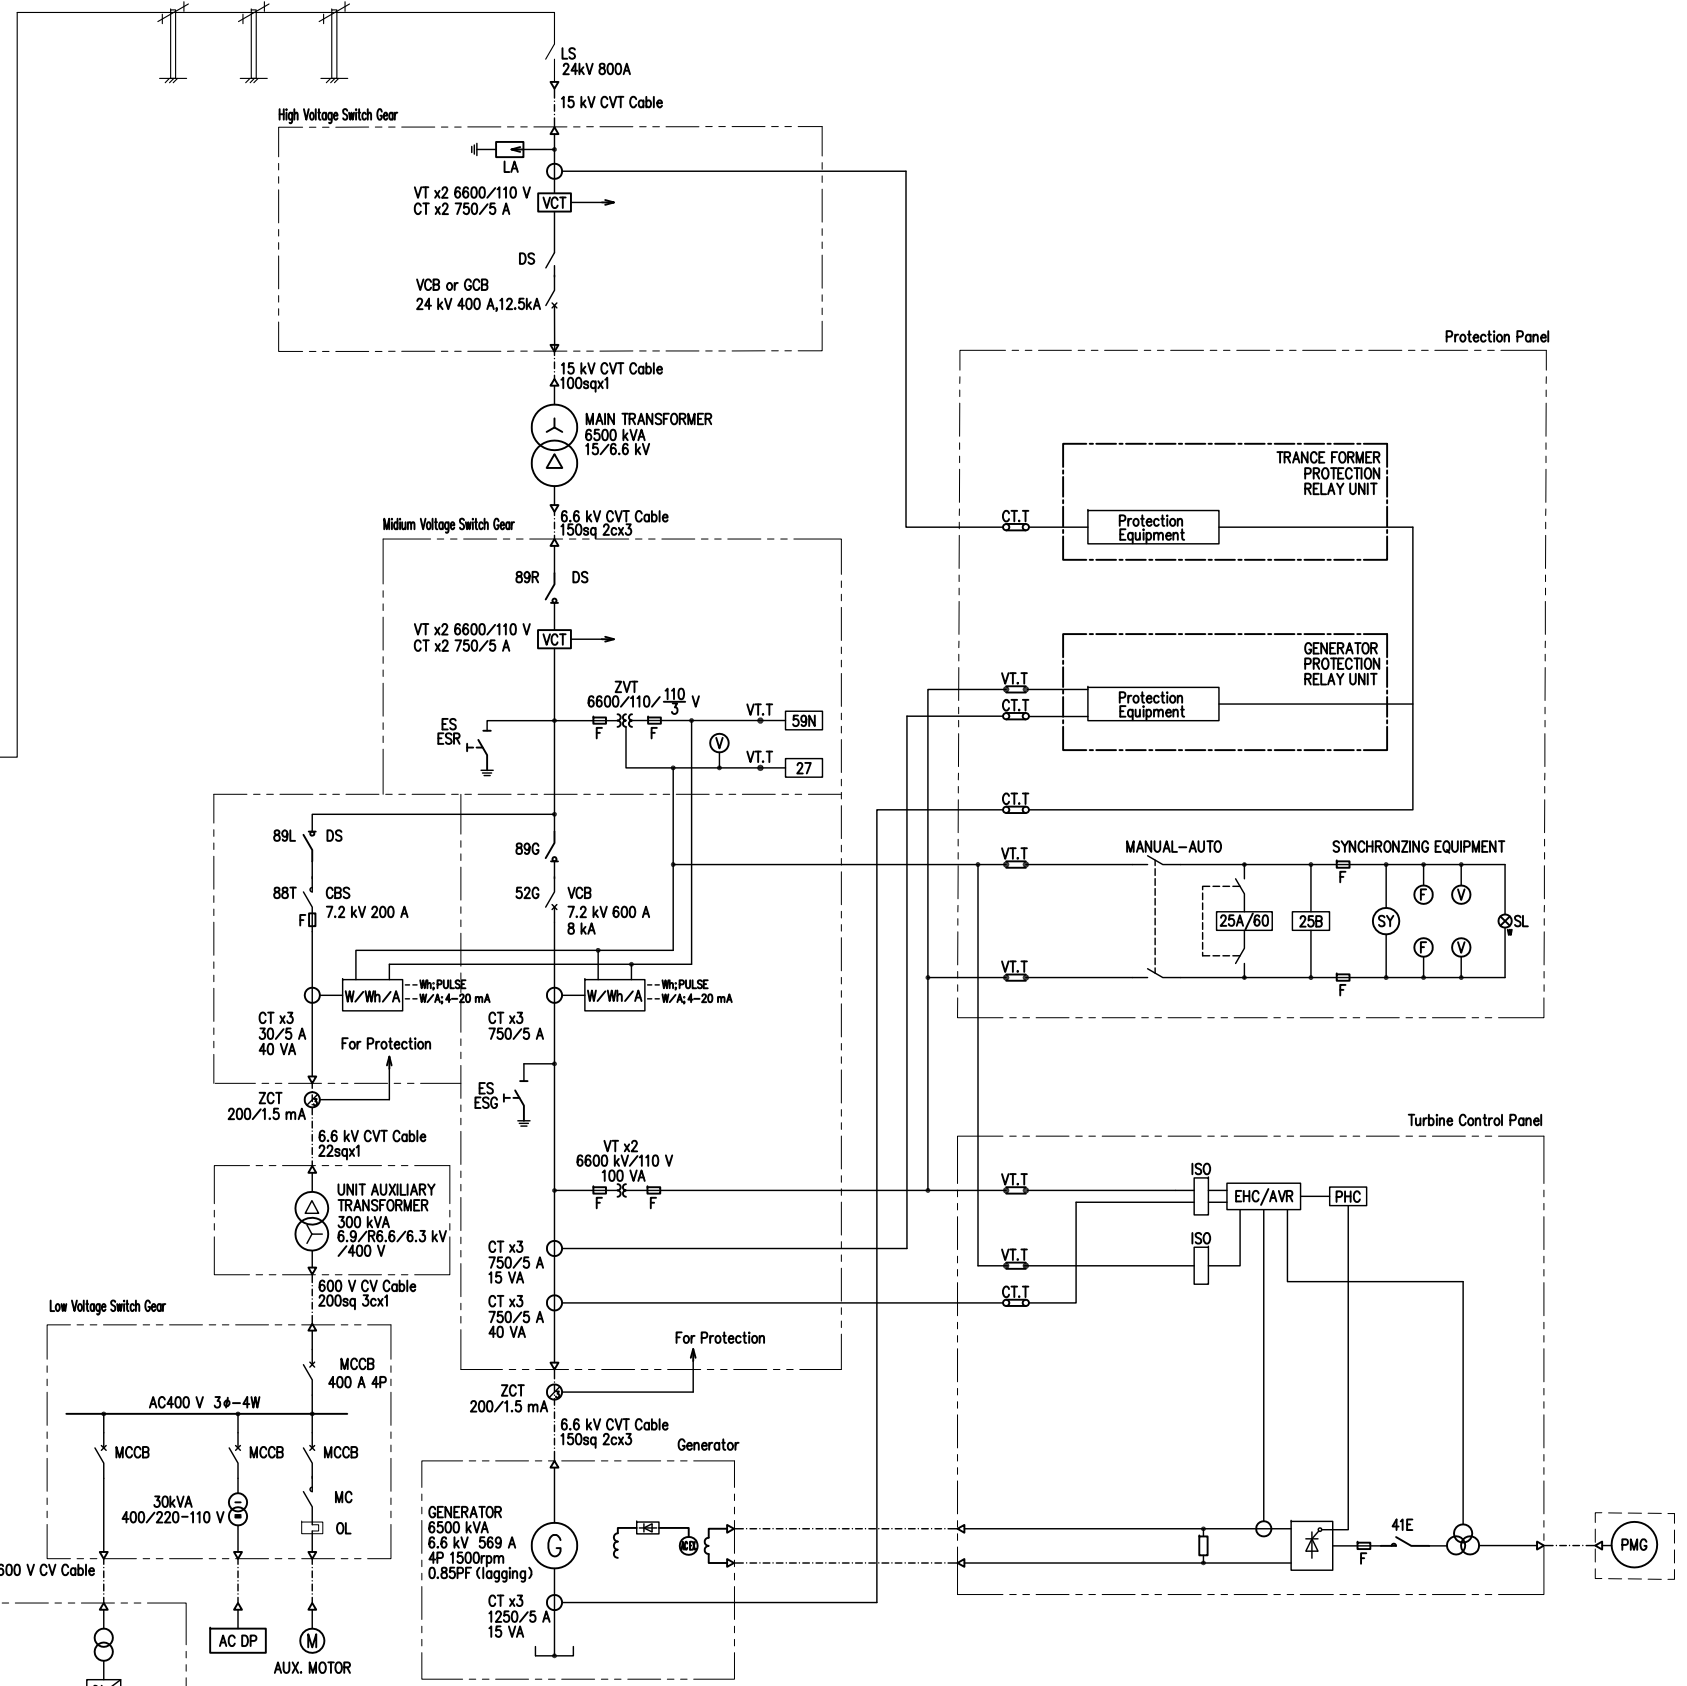 LS
24kV 800A
15 kV CVT Cable
High Voltage Switch Gear
LA
VT x2 6600/110 V
CT x2 750/5 A
VCT
DS
VCB or GCB
24 kV 400 A,12.5kA
15 kV CVT Cable
100sqx1
MAIN TRANSFORMER
6500 kVA
15/6.6 kV
6.6 kV CVT Cable
150sq 2cx3
Midium Voltage Switch Gear
89R
DS
VT x2 6600/110 V
CT x2 750/5 A
VCT
ZVT
6600/110/110/3 V
F
F
VT.T
59N
ES
ESR
V
VT.T
27
89L
DS
88T
CBS
7.2 kV 200 A
F
89G
52G
VCB
7.2 kV 600 A
8 kA
W/Wh/A
Wh;PULSE
W/A;4-20 mA
W/Wh/A
Wh;PULSE
W/A;4-20 mA
CT x3
30/5 A
40 VA
For Protection
CT x3
750/5 A
ZCT
200/1.5 mA
ES
ESG
6.6 kV CVT Cable
22sqx1
VT x2
6600 kV/110 V
100 VA
F
F
UNIT AUXILIARY
TRANSFORMER
300 kVA
6.9/R6.6/6.3 kV
/400 V
CT x3
750/5 A
15 VA
CT x3
750/5 A
40 VA
600 V CV Cable
200sq 3cx1
Low Voltage Switch Gear
MCCB
400 A 4P
AC400 V 3ϕ-4W
MCCB
MCCB
MCCB
30kVA
400/220-110 V
MC
OL
600 V CV Cable
AC DP
M
AUX. MOTOR
For Protection
ZCT
200/1.5 mA
6.6 kV CVT Cable
150sq 2cx3
Generator
GENERATOR
6500 kVA
6.6 kV 569 A
4P 1500rpm
0.85PF (lagging)
G
AC EX
CT x3
1250/5 A
15 VA
Protection Panel
TRANCE FORMER
PROTECTION
RELAY UNIT
CT.T
Protection
Equipment
GENERATOR
PROTECTION
RELAY UNIT
VT.T
CT.T
Protection
Equipment
CT.T
VT.T
MANUAL-AUTO
SYNCHRONZING EQUIPMENT
F
F
V
25A/60
25B
SY
SL
W
F
V
VT.T
F
Turbine Control Panel
VT.T
ISO
EHC/AVR
PHC
VT.T
ISO
CT.T
41E
F
PMG